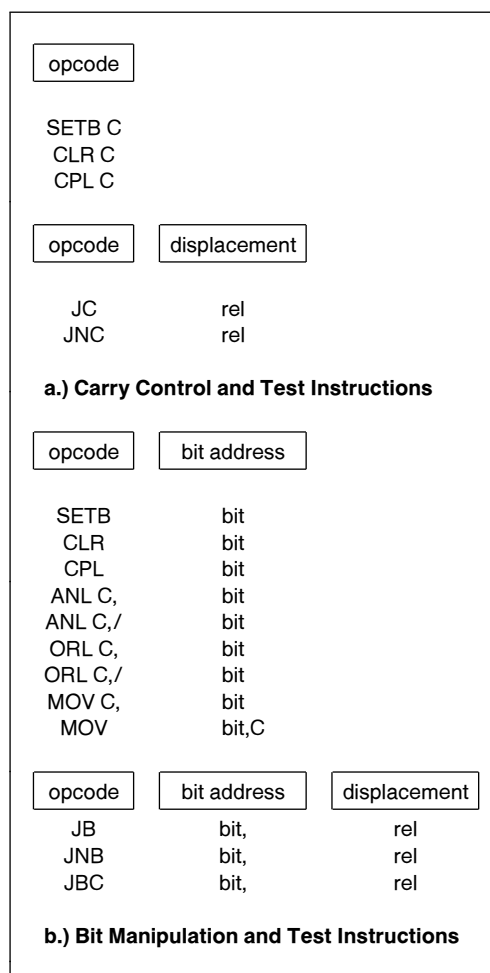 opcode
SETB C
CLR C
CPL C
opcode displacement
JC rel
JNC rel
a.) Carry Control and Test Instructions
opcode bit address
SETB bit
CLR bit
CPL bit
ANL C, bit
ANL C,/ bit
ORL C, bit
ORL C,/ bit
MOV C, bit
MOV bit,C
opcode bit address displacement
JB bit, rel
JNB bit, rel
JBC bit, rel
b.) Bit Manipulation and Test Instructions